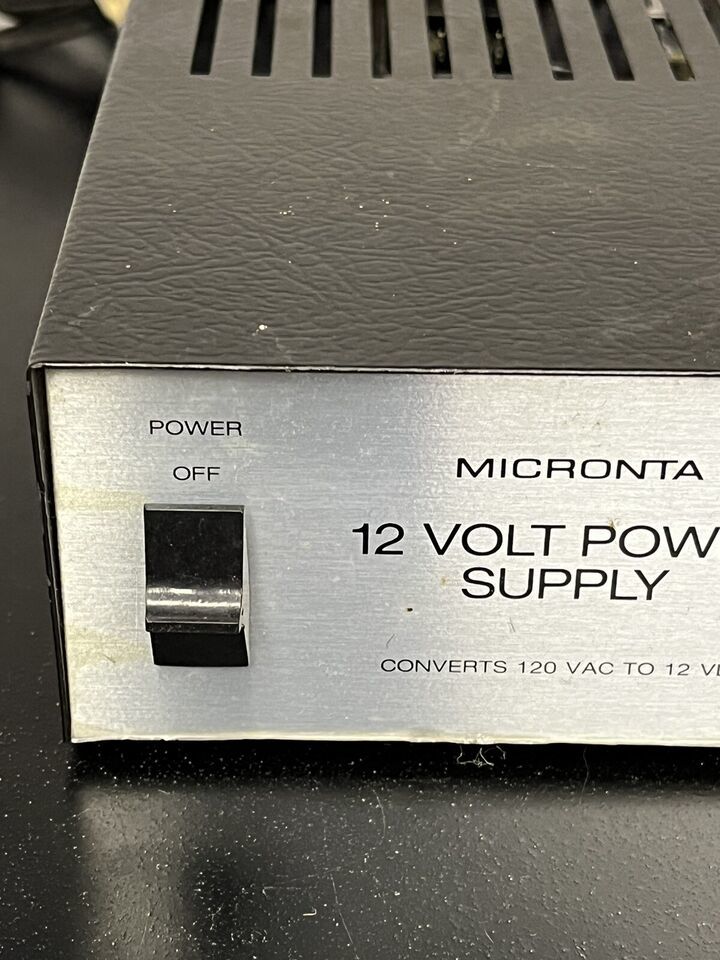 POWER
OFF
MICRONTA
12 VOLT POW
SUPPLY
CONVERTS 120 VAC TO 12 V